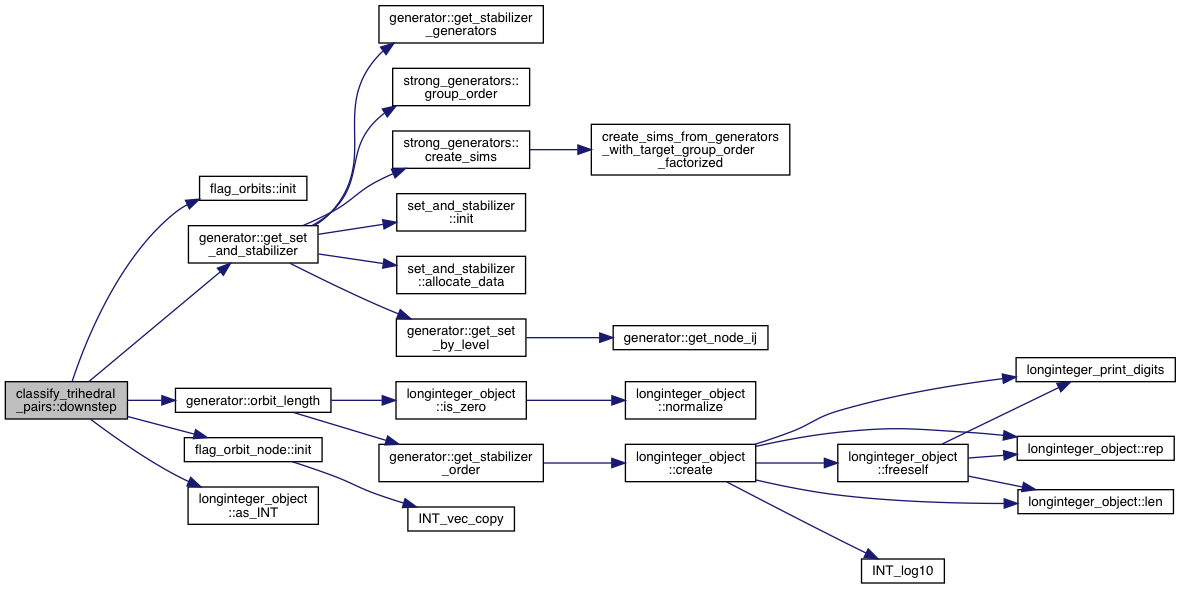 generator::get_stabilizer
_generators
strong_generators::
group_order
strong_generators::
create_sims
create_sims_from_generators
_with_target_group_order
_factorized
flag_orbits::init
set_and_stabilizer
::init
generator::get_set
_and_stabilizer
set_and_stabilizer
::allocate_data
generator::get_set
_by_level
generator::get_node_ij
longinteger_print_digits
classify_trihedral
_pairs::downstep
generator::orbit_length
longinteger_object
::is_zero
longinteger_object
::normalize
flag_orbit_node::init
generator::get_stabilizer
_order
longinteger_object
::create
longinteger_object
::freeself
longinteger_object::rep
longinteger_object
::as_INT
INT_vec_copy
longinteger_object::len
INT_log10